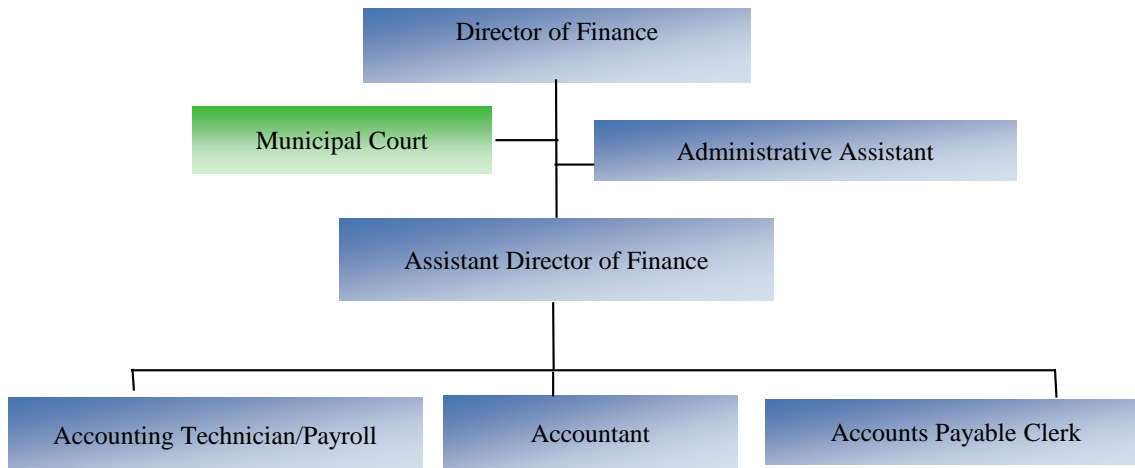 Director of Finance
Municipal Court
Administrative Assistant
Assistant Director of Finance
Accounting Technician/Payroll
Accountant
Accounts Payable Clerk